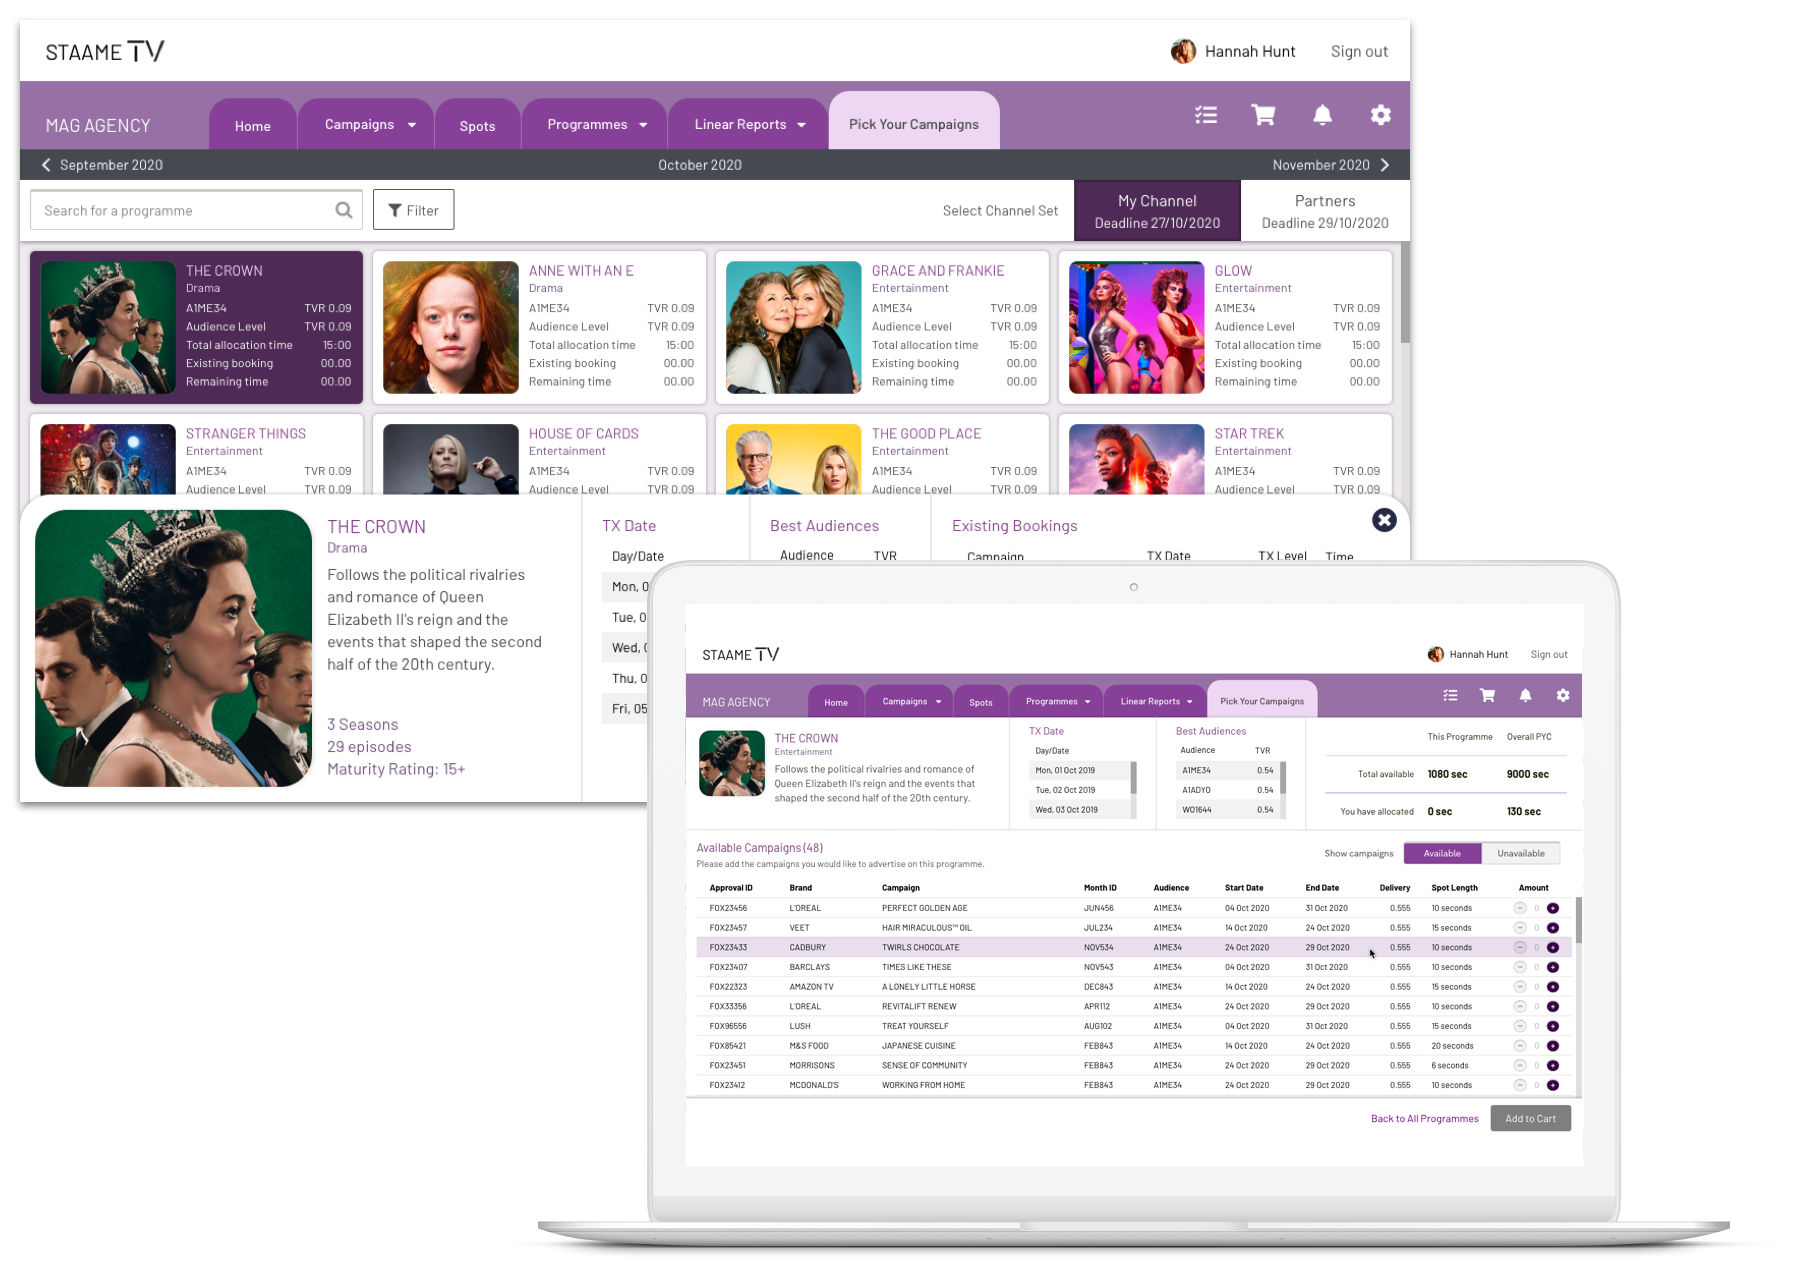 STAAME TV
Hannah Hunt Sign out
MAG AGENCY Home Campaigns Spots Programmes Linear Reports Pick Your Campaigns
September 2020 October 2020 November 2020
Search for a programme Filter Select Channel Set My Channel Deadline 27/10/2020 Partners Deadline 29/10/2020
THE CROWN
Drama
A1ME34 TVR 0.09
Audience Level TVR 0.09
Total allocation time 15:00
Existing booking 00.00
Remaining time 00.00
ANNE WITH AN E
Drama
A1ME34 TVR 0.09
Audience Level TVR 0.09
Total allocation time 15:00
Existing booking 00.00
Remaining time 00.00
GRACE AND FRANKIE
Entertainment
A1ME34 TVR 0.09
Audience Level TVR 0.09
Total allocation time 15:00
Existing booking 00.00
Remaining time 00.00
GLOW
Entertainment
A1ME34 TVR 0.09
Audience Level TVR 0.09
Total allocation time 15:00
Existing booking 00.00
Remaining time 00.00
STRANGER THINGS
Entertainment
A1ME34 TVR 0.09
Audience Level TVR 0.09
HOUSE OF CARDS
Entertainment
A1ME34 TVR 0.09
Audience Level TVR 0.09
THE GOOD PLACE
Entertainment
A1ME34 TVR 0.09
Audience Level TVR 0.09
STAR TREK
Entertainment
A1ME34 TVR 0.09
Audience Level TVR 0.09
THE CROWN
Drama
Follows the political rivalries
and romance of Queen
Elizabeth II's reign and the
events that shaped the second
half of the 20th century.
3 Seasons
29 episodes
Maturity Rating: 15+
TX Date
Day/Date
Mon, 0
Tue, 0
Wed,
Thu, 0
Fri, 05
Best Audiences
Audience TVR
Existing Bookings
Campaign TX Date TX Level Time
STAAME TV
Hannah Hunt Sign out
MAG AGENCY Home Campaigns Spots Programmes Linear Reports Pick Your Campaigns
THE CROWN
Entertainment
Follows the political rivalries and romance of
Queen Elizabeth II's reign and the events that
shaped the second half of the 20th century.
TX Date
Day/Date
Mon, 01 Oct 2019
Tue, 02 Oct 2019
Wed, 03 Oct 2019
Best Audiences
Audience TVR
A1ME34 0.54
A1ADYO 0.54
WO1644 0.54
This Programme Overall PYC
Total available 1080 sec 9000 sec
You have allocated 0 sec 130 sec
Available Campaigns (48)
Please add the campaigns you would like to advertise on this programme.
Show campaigns Available Unavailable
Approval ID Brand Campaign Month ID Audience Start Date End Date Delivery Spot Length Amount
FOX23456 L'OREAL PERFECT GOLDEN AGE JUN456 A1ME34 04 Oct 2020 31 Oct 2020 0.555 10 seconds 0
FOX23457 VEET HAIR MIRACULOUS™ OIL JUL234 A1ME34 14 Oct 2020 24 Oct 2020 0.555 15 seconds 0
FOX23433 CADBURY TWIRLS CHOCOLATE NOV534 A1ME34 24 Oct 2020 29 Oct 2020 0.555 10 seconds 0
FOX23407 BARCLAYS TIMES LIKE THESE NOV543 A1ME34 04 Oct 2020 31 Oct 2020 0.555 10 seconds 0
FOX22323 AMAZON TV A LONELY LITTLE HORSE DEC843 A1ME34 14 Oct 2020 24 Oct 2020 0.555 15 seconds 0
FOX33356 L'OREAL REVITALIFT RENEW APR112 A1ME34 24 Oct 2020 29 Oct 2020 0.555 10 seconds 0
FOX96556 LUSH TREAT YOURSELF AUG102 A1ME34 04 Oct 2020 31 Oct 2020 0.555 15 seconds 0
FOX85421 M&S FOOD JAPANESE CUISINE FEB843 A1ME34 14 Oct 2020 24 Oct 2020 0.555 20 seconds 0
FOX23451 MORRISONS SENSE OF COMMUNITY FEB843 A1ME34 24 Oct 2020 29 Oct 2020 0.555 6 seconds 0
FOX23412 MCDONALD'S WORKING FROM HOME FEB843 A1ME34 24 Oct 2020 29 Oct 2020 0.555 10 seconds 0
Back to All Programmes Add to Cart